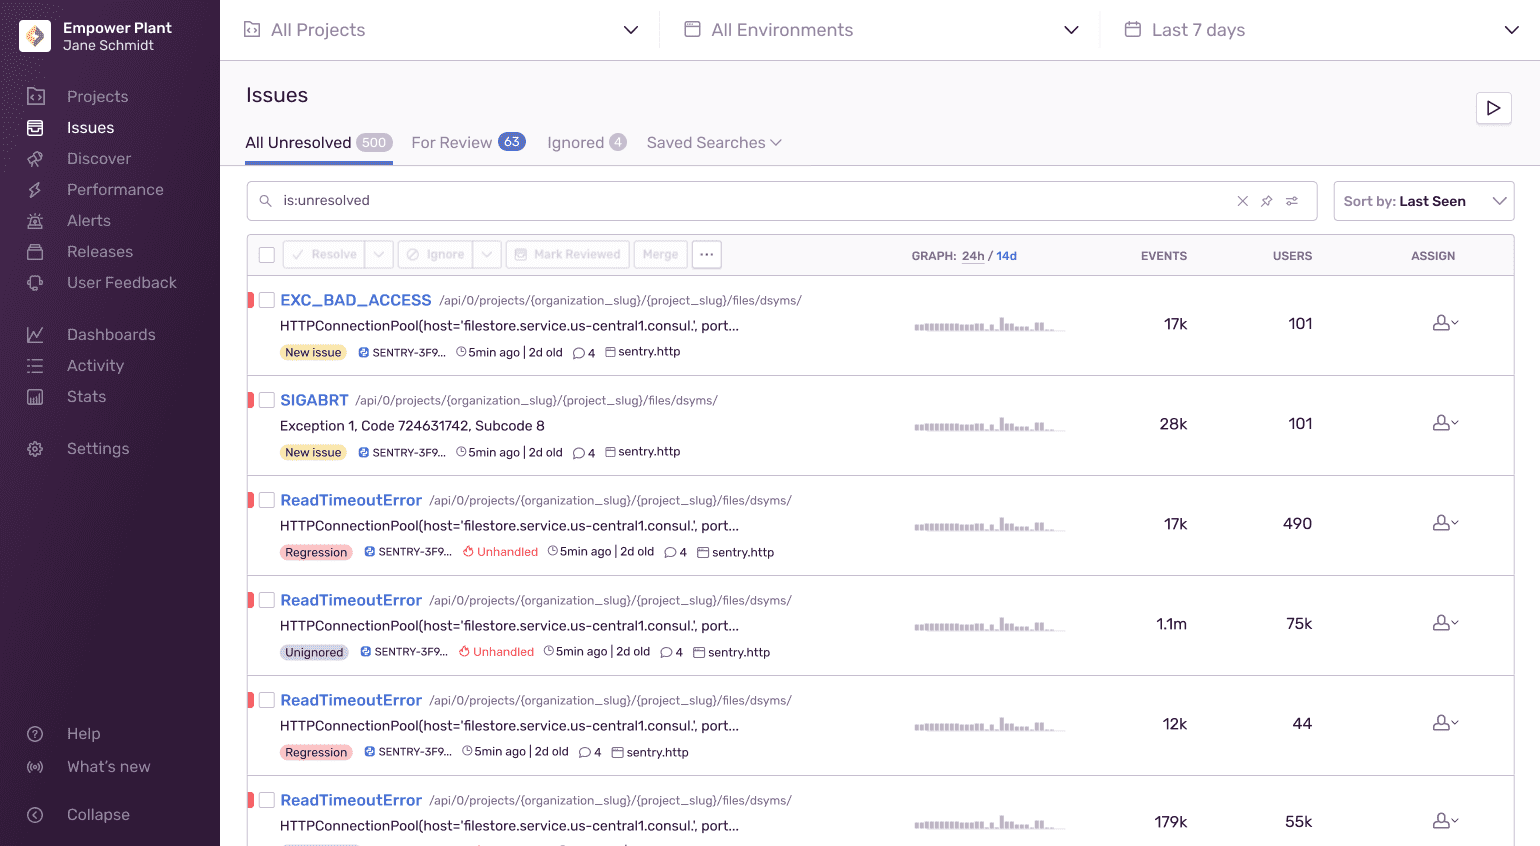 Empower Plant
Jane Schmidt
Projects
Issues
Discover
Performance
Alerts
Releases
User Feedback
Dashboards
Activity
Stats
Settings
Help
What's new
Collapse
All Projects
All Environments
Last 7 days
Issues
All Unresolved 500 For Review 63 Ignored 4 Saved Searches
is:unresolved
Sort by: Last Seen
Resolve Ignore Mark Reviewed Merge ... GRAPH: 24h / 14d EVENTS USERS ASSIGN
EXC_BAD_ACCESS /api/0/projects/{organization_slug}/{project_slug}/files/dsyms/
HTTPConnectionPool(host='filestore.service.us-central1.consul.', port... 17k 101
New issue SENTRY-3F9... 5min ago | 2d old 4 sentry.http
SIGABRT /api/0/projects/{organization_slug}/{project_slug}/files/dsyms/
Exception 1, Code 724631742, Subcode 8 28k 101
New issue SENTRY-3F9... 5min ago | 2d old 4 sentry.http
ReadTimeoutError /api/0/projects/{organization_slug}/{project_slug}/files/dsyms/
HTTPConnectionPool(host='filestore.service.us-central1.consul.', port... 17k 490
Regression SENTRY-3F9... Unhandled 5min ago | 2d old 4 sentry.http
ReadTimeoutError /api/0/projects/{organization_slug}/{project_slug}/files/dsyms/
HTTPConnectionPool(host='filestore.service.us-central1.consul.', port... 1.1m 75k
Unignored SENTRY-3F9... Unhandled 5min ago | 2d old 4 sentry.http
ReadTimeoutError /api/0/projects/{organization_slug}/{project_slug}/files/dsyms/
HTTPConnectionPool(host='filestore.service.us-central1.consul.', port... 12k 44
Regression SENTRY-3F9... 5min ago | 2d old 4 sentry.http
ReadTimeoutError /api/0/projects/{organization_slug}/{project_slug}/files/dsyms/
HTTPConnectionPool(host='filestore.service.us-central1.consul.', port... 179k 55k